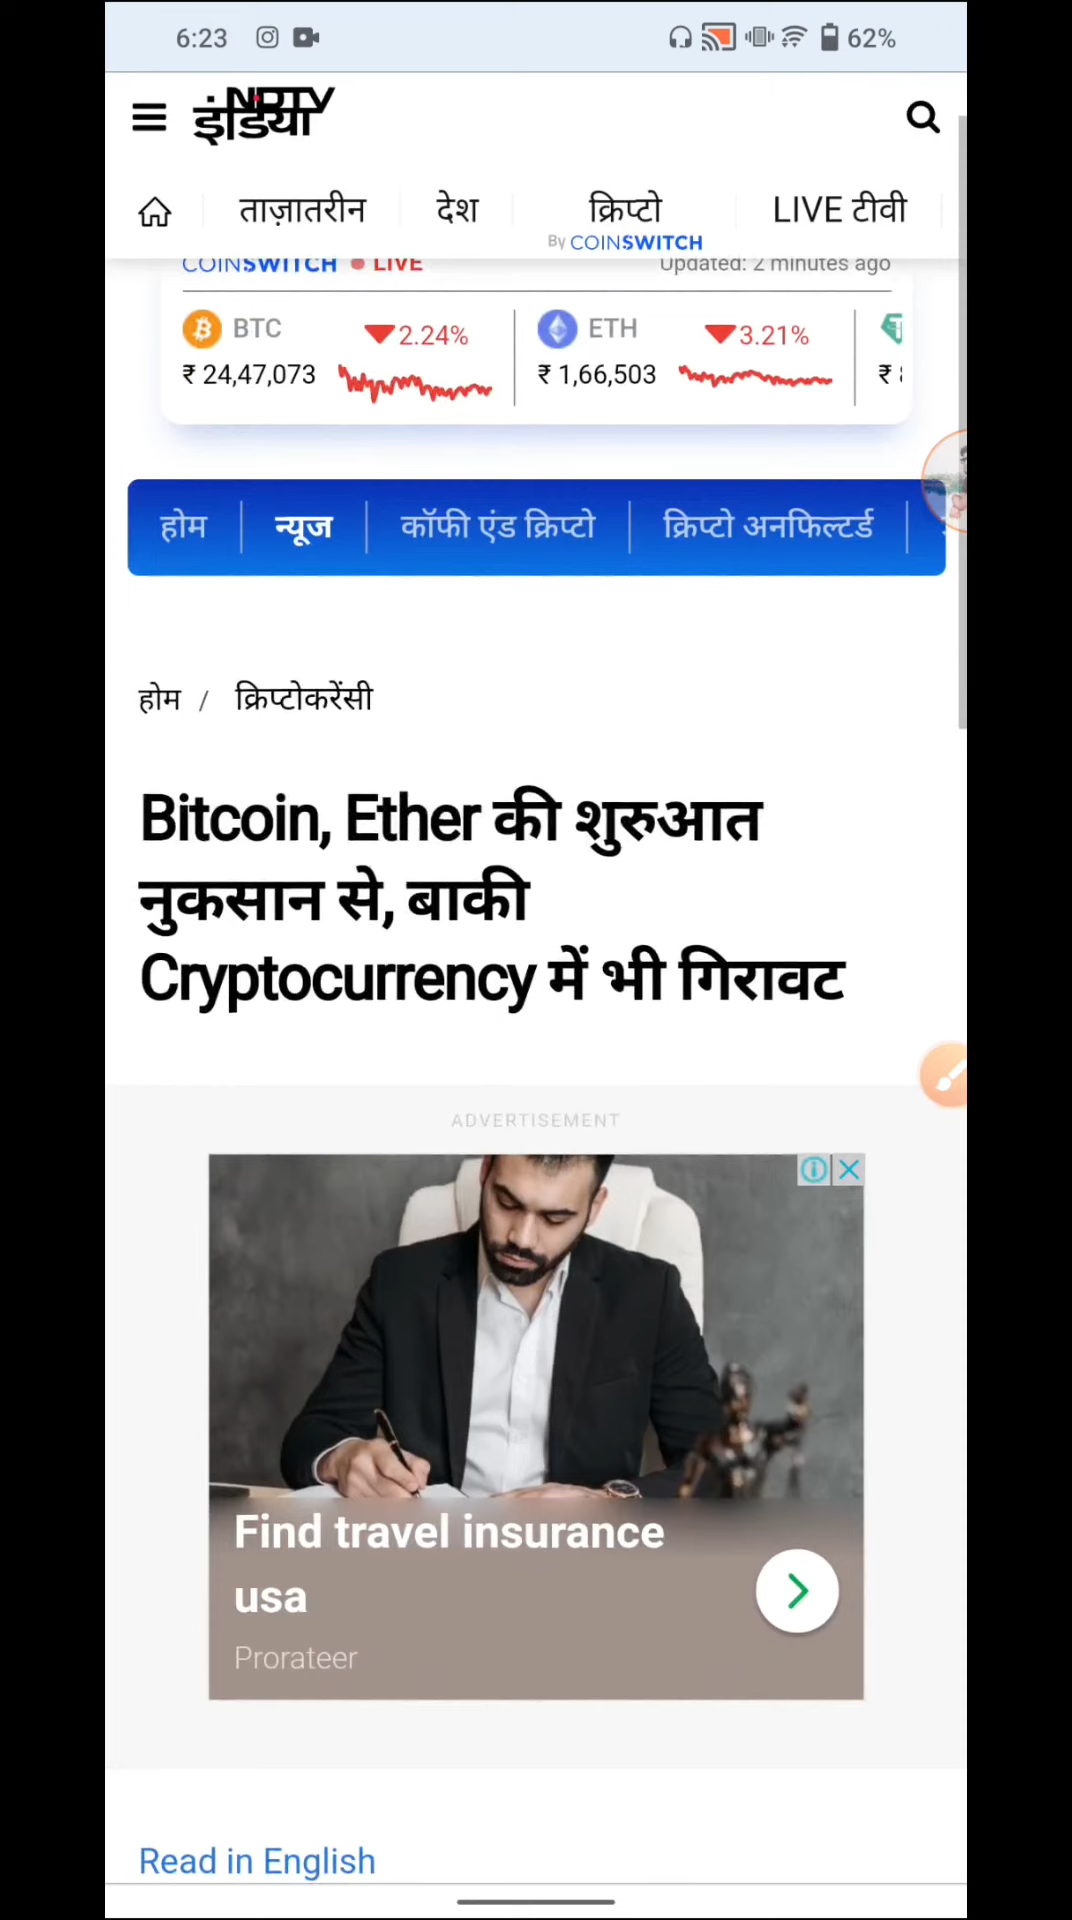 6:23
62%
NDTV
इंडिया
ताज़ातरीन देश क्रिप्टो LIVE टीवी
By COINSWITCH
COINSWITCH LIVE Updated: 2 minutes ago
BTC 2.24% ETH 3.21%
₹ 24,47,073 ₹ 1,66,503 ₹
होम न्यूज कॉफी एंड क्रिप्टो क्रिप्टो अनफिल्टर्ड
होम / क्रिप्टोकरेंसी
Bitcoin, Ether की शुरुआत
नुकसान से, बाकी
Cryptocurrency में भी गिरावट
ADVERTISEMENT
Find travel insurance
usa
Prorateer
Read in English